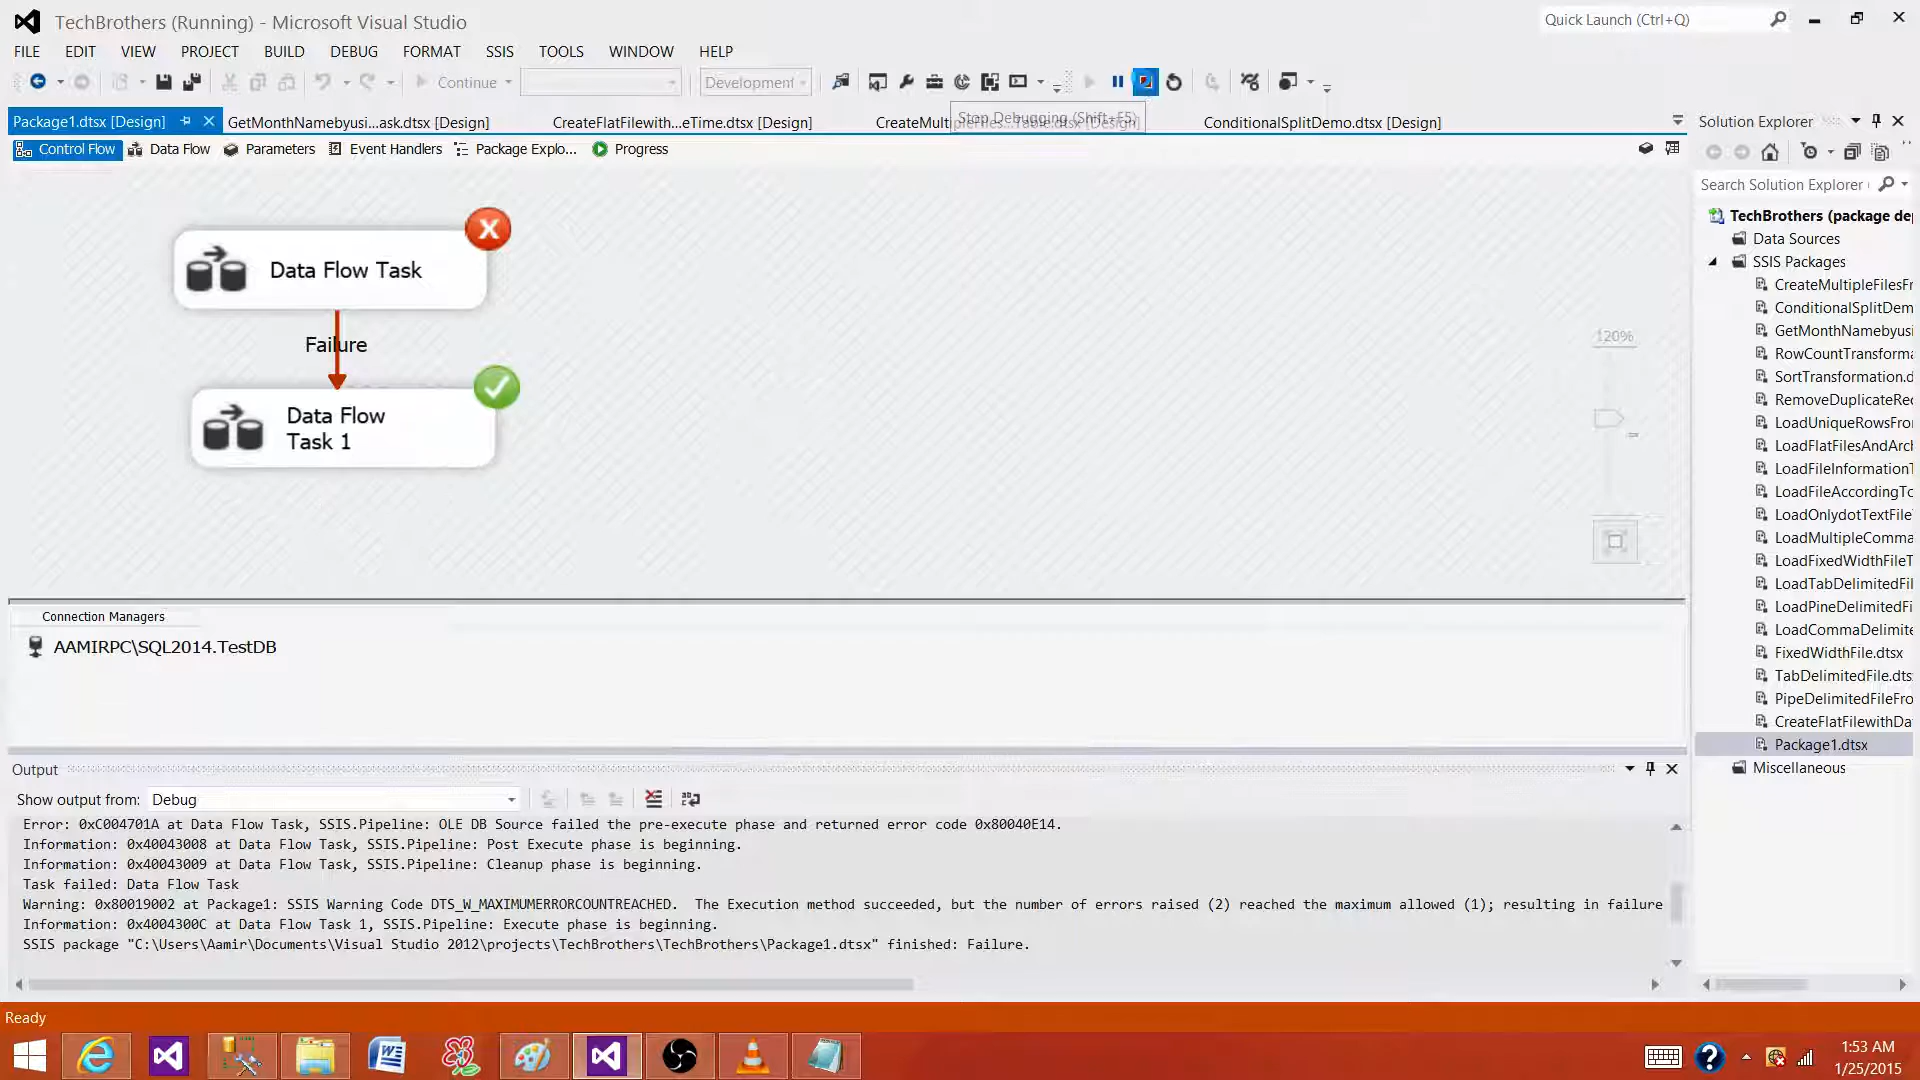 TechBrothers (Running) - Microsoft Visual Studio
Quick Launch (Ctrl+Q)
FILE EDIT VIEW PROJECT BUILD DEBUG FORMAT SSIS TOOLS WINDOW HELP
Continue Development
Stop Debugging (Shift+F5)
Package1.dtsx [Design] GetMonthNamebyusi...ask.dtsx [Design] CreateFlatFilewith...eTime.dtsx [Design] ConditionalSplitDemo.dtsx [Design]
Control Flow Data Flow Parameters Event Handlers Package Explo... Progress
Data Flow Task
Failure
Data Flow
Task 1
120%
Connection Managers
AAMIRPC\SQL2014.TestDB
Output
Show output from: Debug
Error: 0xC004701A at Data Flow Task, SSIS.Pipeline: OLE DB Source failed the pre-execute phase and returned error code 0x80040E14.
Information: 0x40043008 at Data Flow Task, SSIS.Pipeline: Post Execute phase is beginning.
Information: 0x40043009 at Data Flow Task, SSIS.Pipeline: Cleanup phase is beginning.
Task failed: Data Flow Task
Warning: 0x80019002 at Package1: SSIS Warning Code DTS_W_MAXIMUMERRORCOUNTREACHED.  The Execution method succeeded, but the number of errors raised (2) reached the maximum allowed (1); resulting in failure
Information: 0x4004300C at Data Flow Task 1, SSIS.Pipeline: Execute phase is beginning.
SSIS package "C:\Users\Aamir\Documents\Visual Studio 2012\projects\TechBrothers\TechBrothers\Package1.dtsx" finished: Failure.
Solution Explorer
Search Solution Explorer
TechBrothers (package de
Data Sources
SSIS Packages
CreateMultipleFilesFr
ConditionalSplitDem
GetMonthNamebyusi
RowCountTransforma
SortTransformation.d
RemoveDuplicateRec
LoadUniqueRowsFro
LoadFlatFilesAndArc
LoadFileInformationT
LoadFileAccordingTo
LoadOnlydotTextFile
LoadMultipleComma
LoadFixedWidthFileT
LoadTabDelimitedFil
LoadPineDelimitedFi
LoadCommaDelimite
FixedWidthFile.dtsx
TabDelimitedFile.dts
PipeDelimitedFileFro
CreateFlatFilewithDa
Package1.dtsx
Miscellaneous
Ready
1:53 AM
1/25/2015